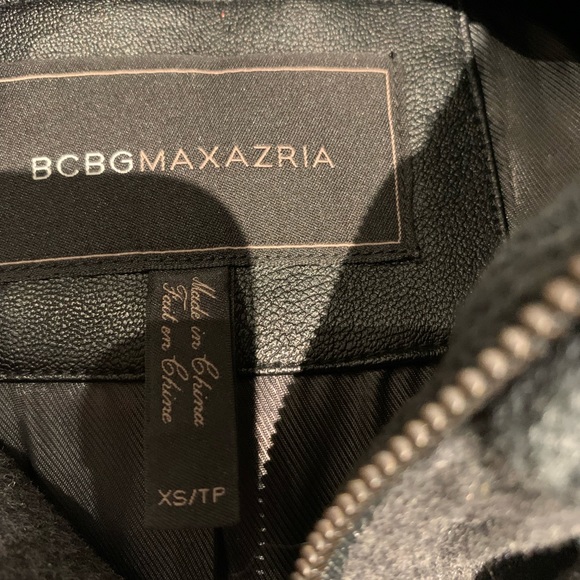 BCBGMAXAZRIA
Made in China
Fait en Chine
XS/TP